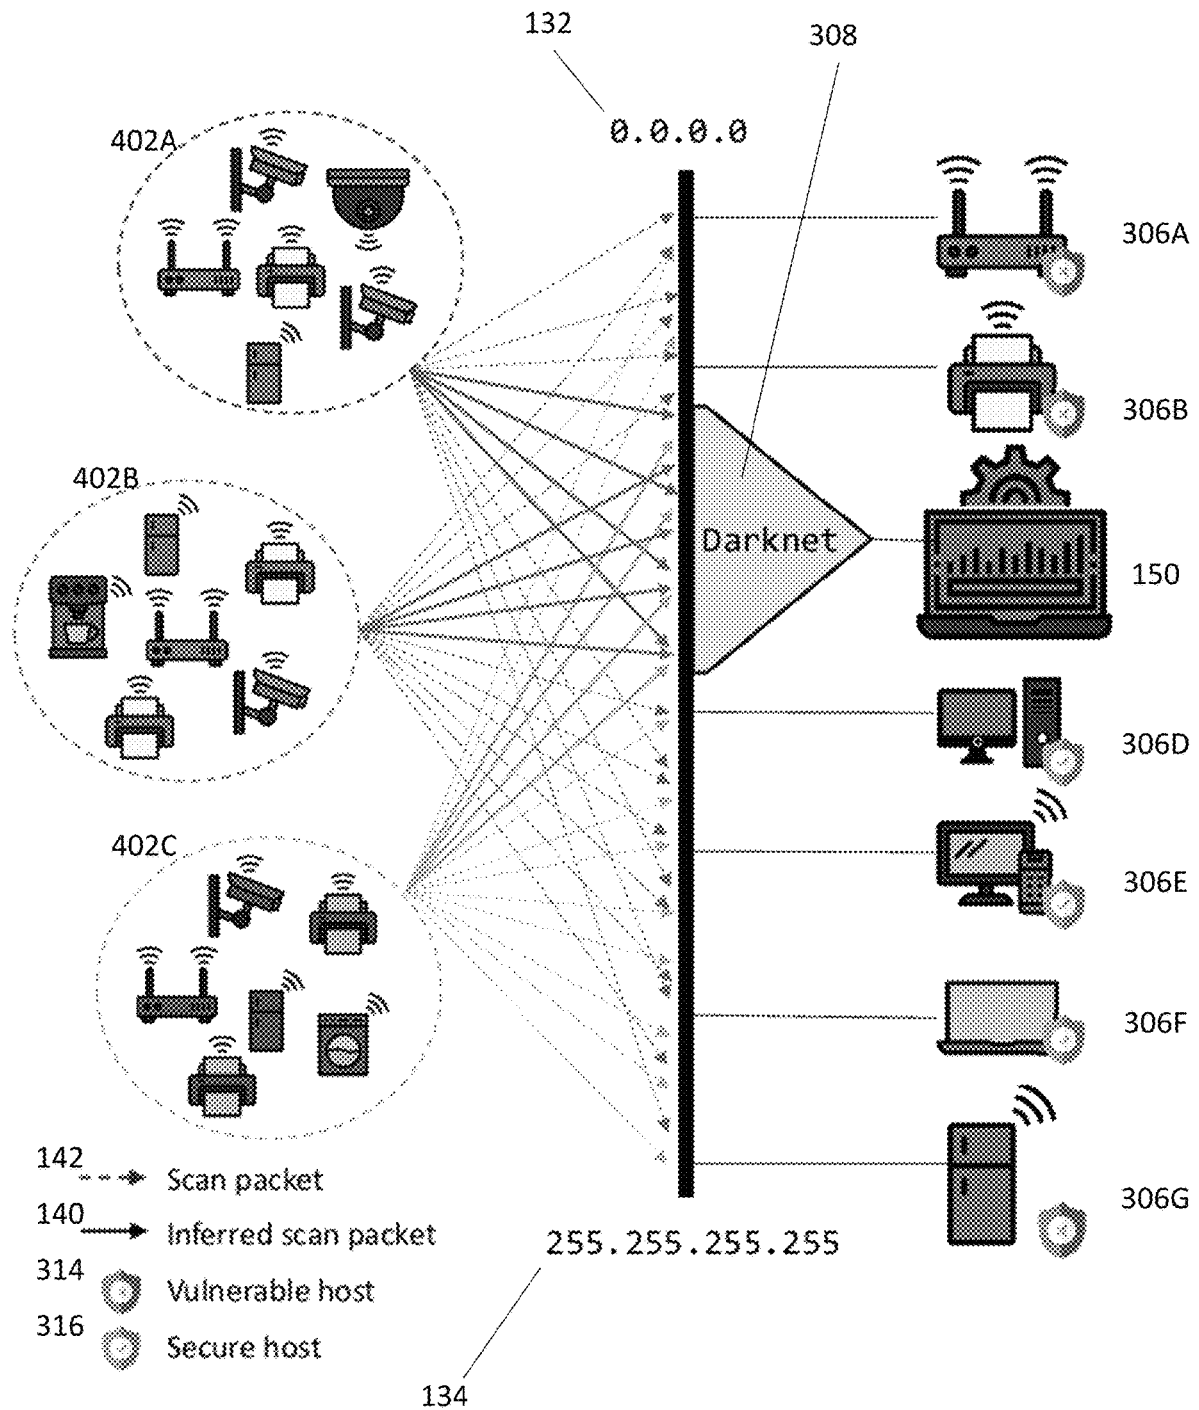 132
308
0.0.0.0
402A
306A
306B
402B
Darknet
150
306D
402C
306E
306F
142
Scan packet
306G
140
Inferred scan packet
255.255.255.255
314
Vulnerable host
316
Secure host
134